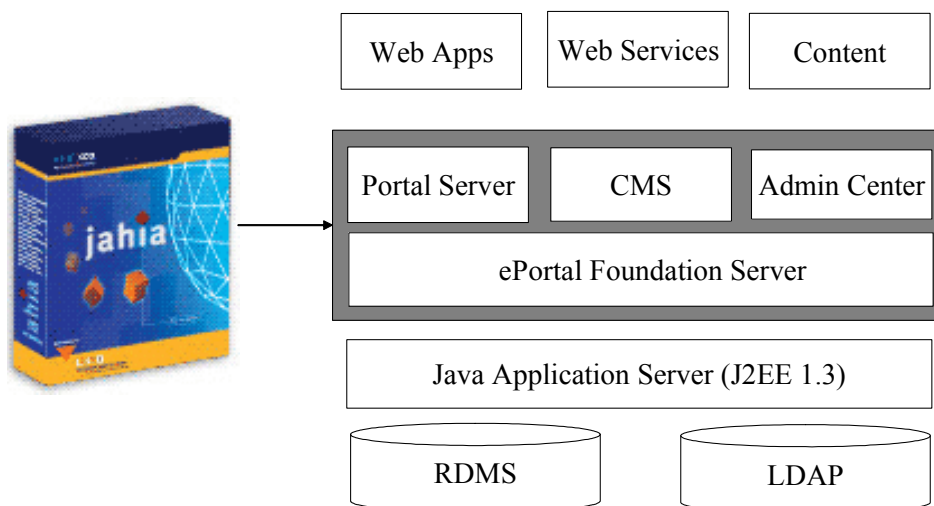 Web Apps
Web Services
Content
Portal Server
CMS
Admin Center
ePortal Foundation Server
Java Application Server (J2EE 1.3)
RDMS
LDAP
jahia
jahia